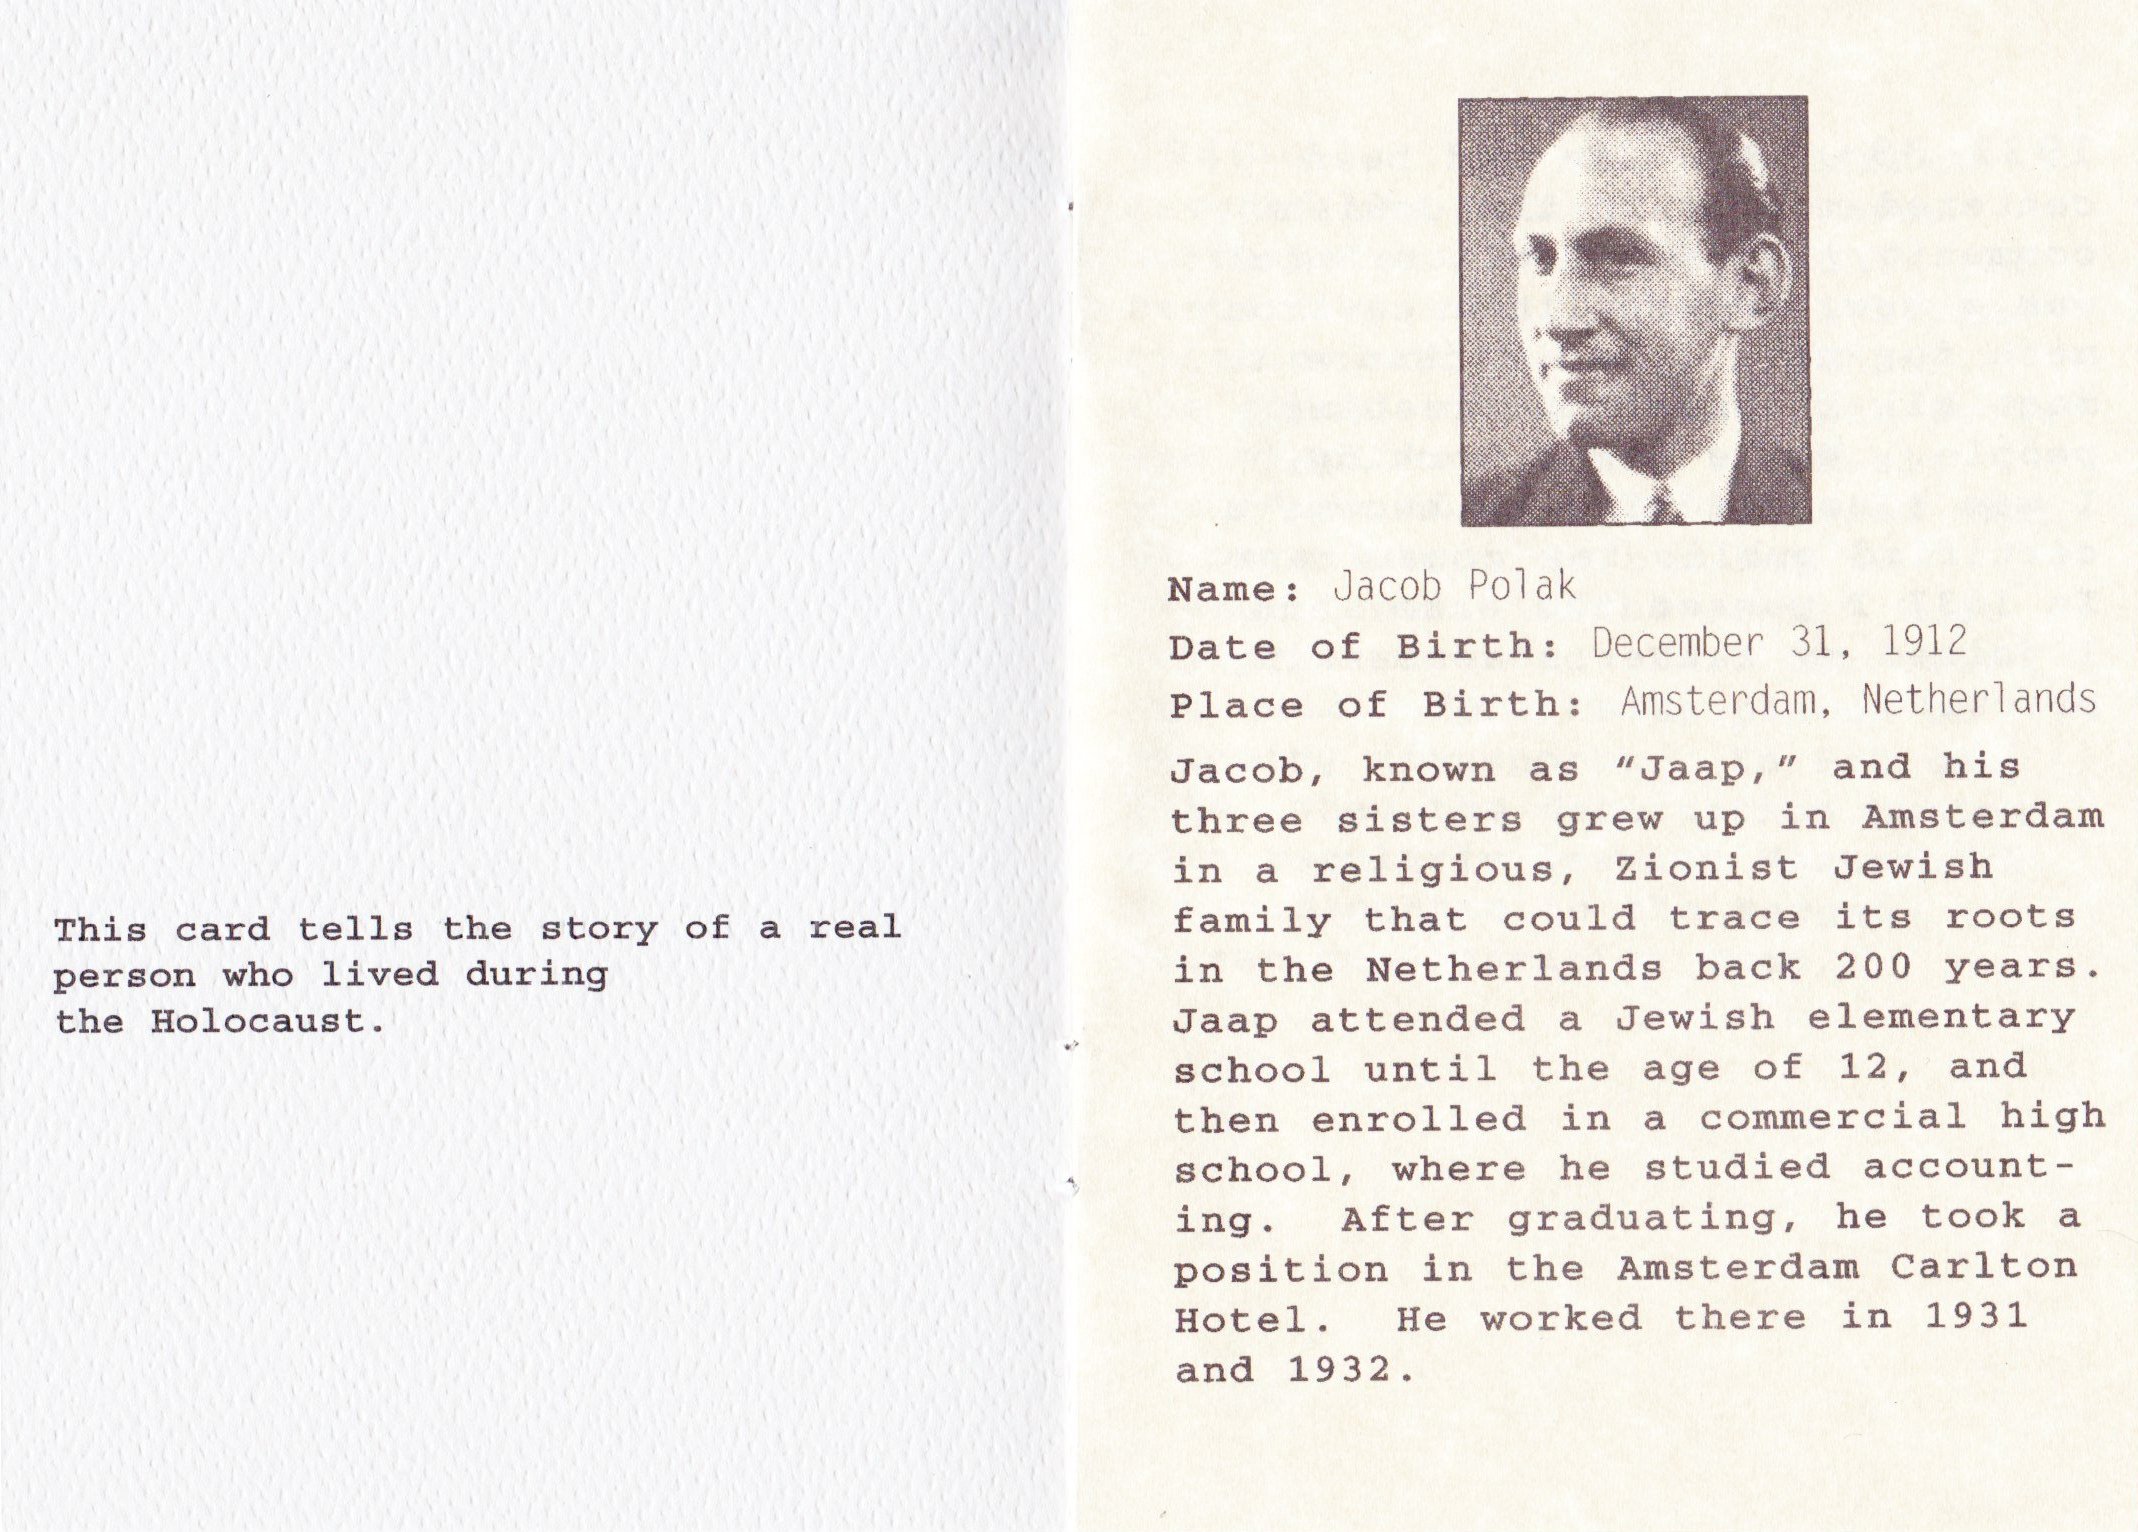 This card tells the story of a real
person who lived during
the Holocaust.
Name: Jacob Polak
Date of Birth: December 31, 1912
Place of Birth: Amsterdam, Netherlands
Jacob, known as "Jaap," and his
three sisters grew up in Amsterdam
in a religious, Zionist Jewish
family that could trace its roots
in the Netherlands back 200 years.
Jaap attended a Jewish elementary
school until the age of 12, and
then enrolled in a commercial high
school, where he studied account-
ing.  After graduating, he took a
position in the Amsterdam Carlton
Hotel.  He worked there in 1931
and 1932.